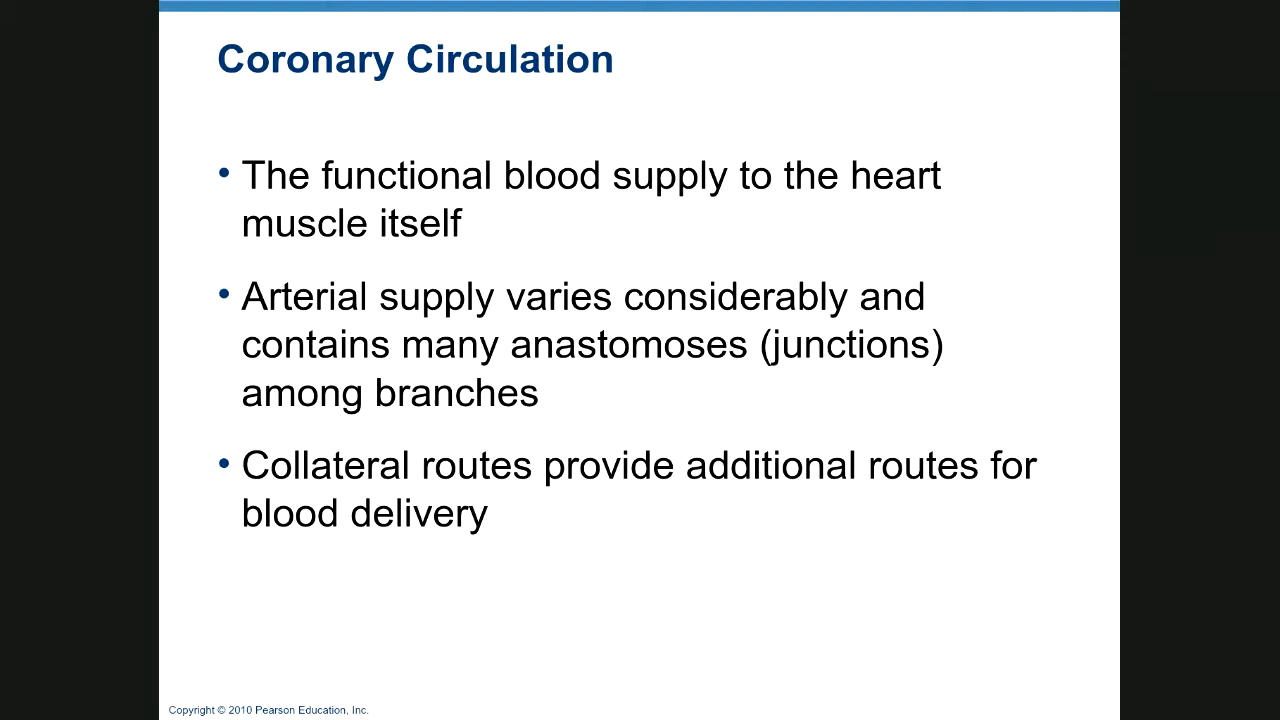 Coronary Circulation
• The functional blood supply to the heart
muscle itself
• Arterial supply varies considerably and
contains many anastomoses (junctions)
among branches
• Collateral routes provide additional routes for
blood delivery
Copyright © 2010 Pearson Education, Inc.